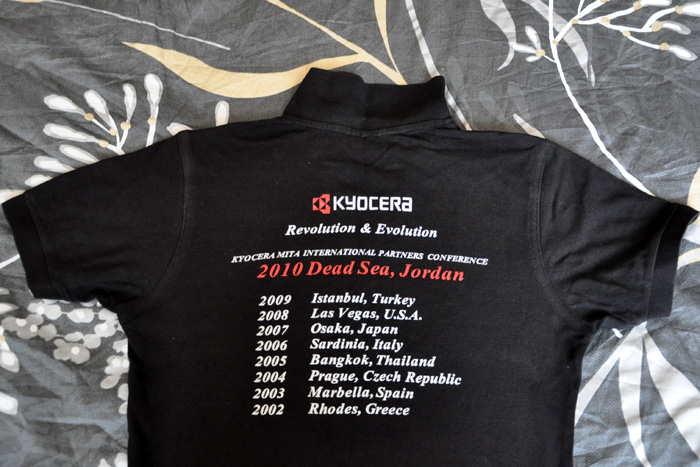 KYOCERA
Revolution & Evolution
KYOCERA MITA INTERNATIONAL PARTNERS CONFERENCE
2010 Dead Sea, Jordan
2009 Istanbul, Turkey
2008 Las Vegas, U.S.A.
2007 Osaka, Japan
2006 Sardinia, Italy
2005 Bangkok, Thailand
2004 Prague, Czech Republic
2003 Marbella, Spain
2002 Rhodes, Greece